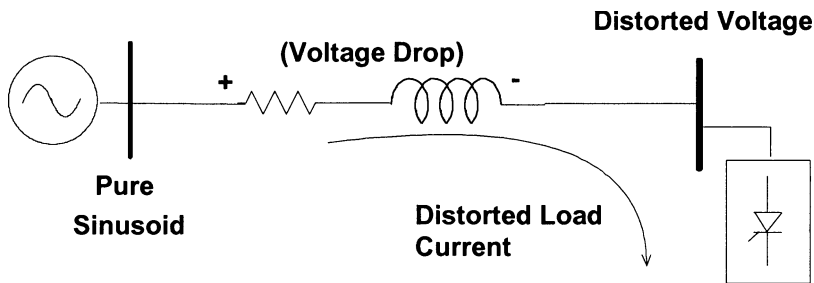 Distorted Voltage
(Voltage Drop)
+
-
Pure
Sinusoid
Distorted Load
Current